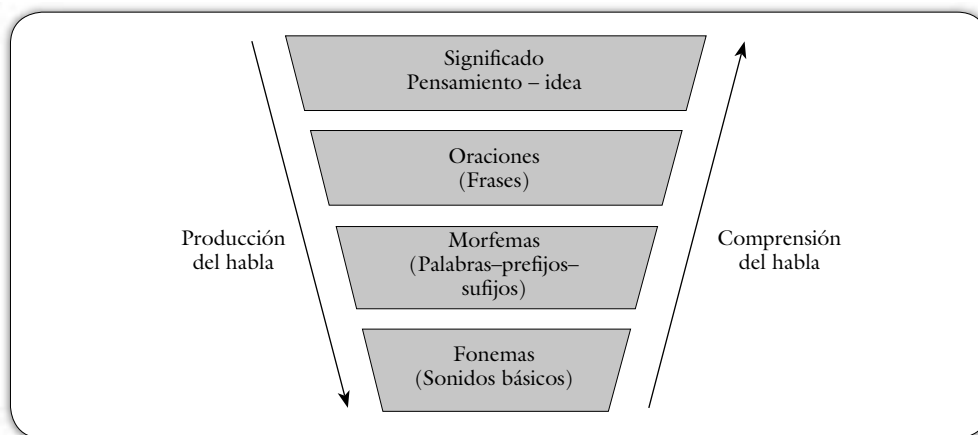 Significado
Pensamiento – idea
Oraciones
(Frases)
Producción
del habla
Morfemas
(Palabras–prefijos–
sufijos)
Comprensión
del habla
Fonemas
(Sonidos básicos)